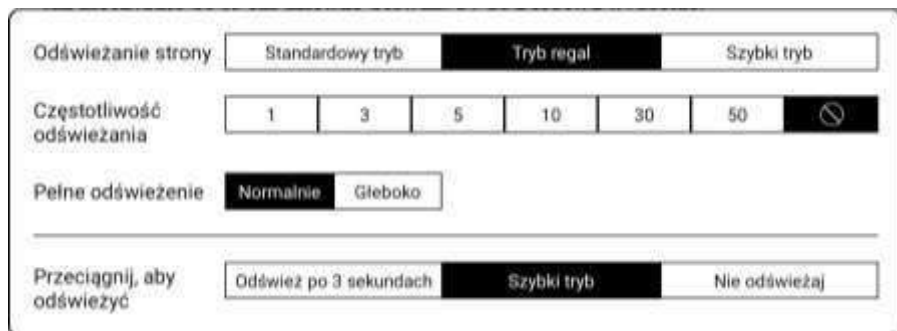 Odświeżanie strony Standardowy tryb Tryb regal Szybki tryb
Częstotliwość
odświeżania 1 3 5 10 30 50
Pełne odświeżenie Normalnie Głeboko
Przeciągnij, aby
odświeżyć Odśwież po 3 sekundach Szybki tryb Nie odświeżaj